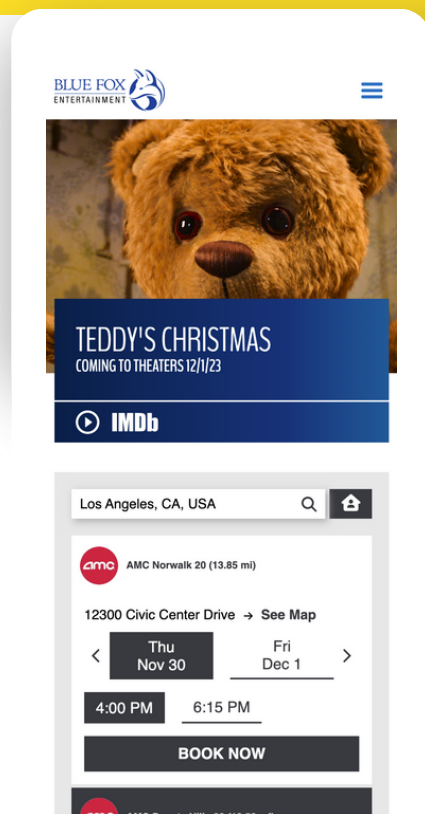 BLUE FOX
ENTERTAINMENT
TEDDY'S CHRISTMAS
COMING TO THEATERS 12/1/23
IMDb
Los Angeles, CA, USA
amc
AMC Norwalk 20 (13.85 mi)
12300 Civic Center Drive → See Map
Thu Fri
Nov 30 Dec 1
4:00 PM 6:15 PM
BOOK NOW